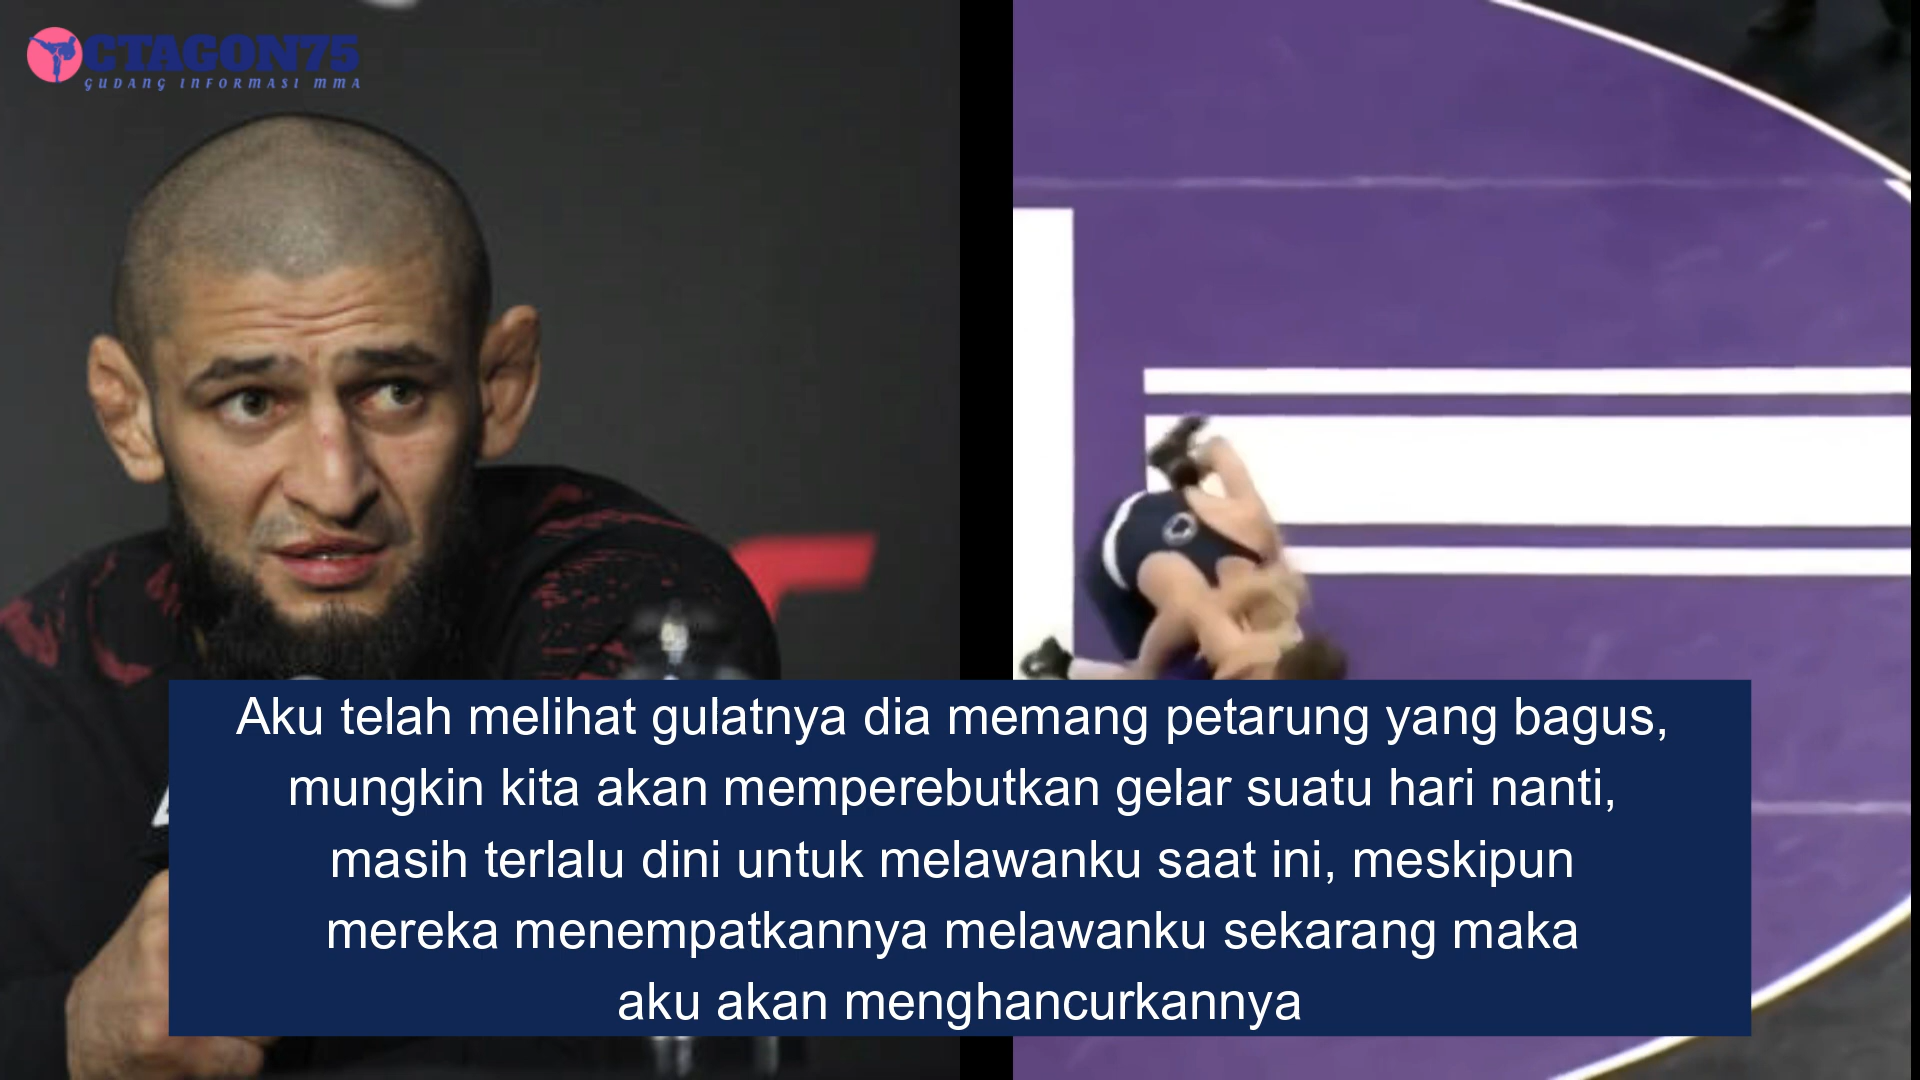 CTAGON75
GUDANG INFORMASI MMA
Aku telah melihat gulatnya dia memang petarung yang bagus,
mungkin kita akan memperebutkan gelar suatu hari nanti,
masih terlalu dini untuk melawanku saat ini, meskipun
mereka menempatkannya melawanku sekarang maka
aku akan menghancurkannya